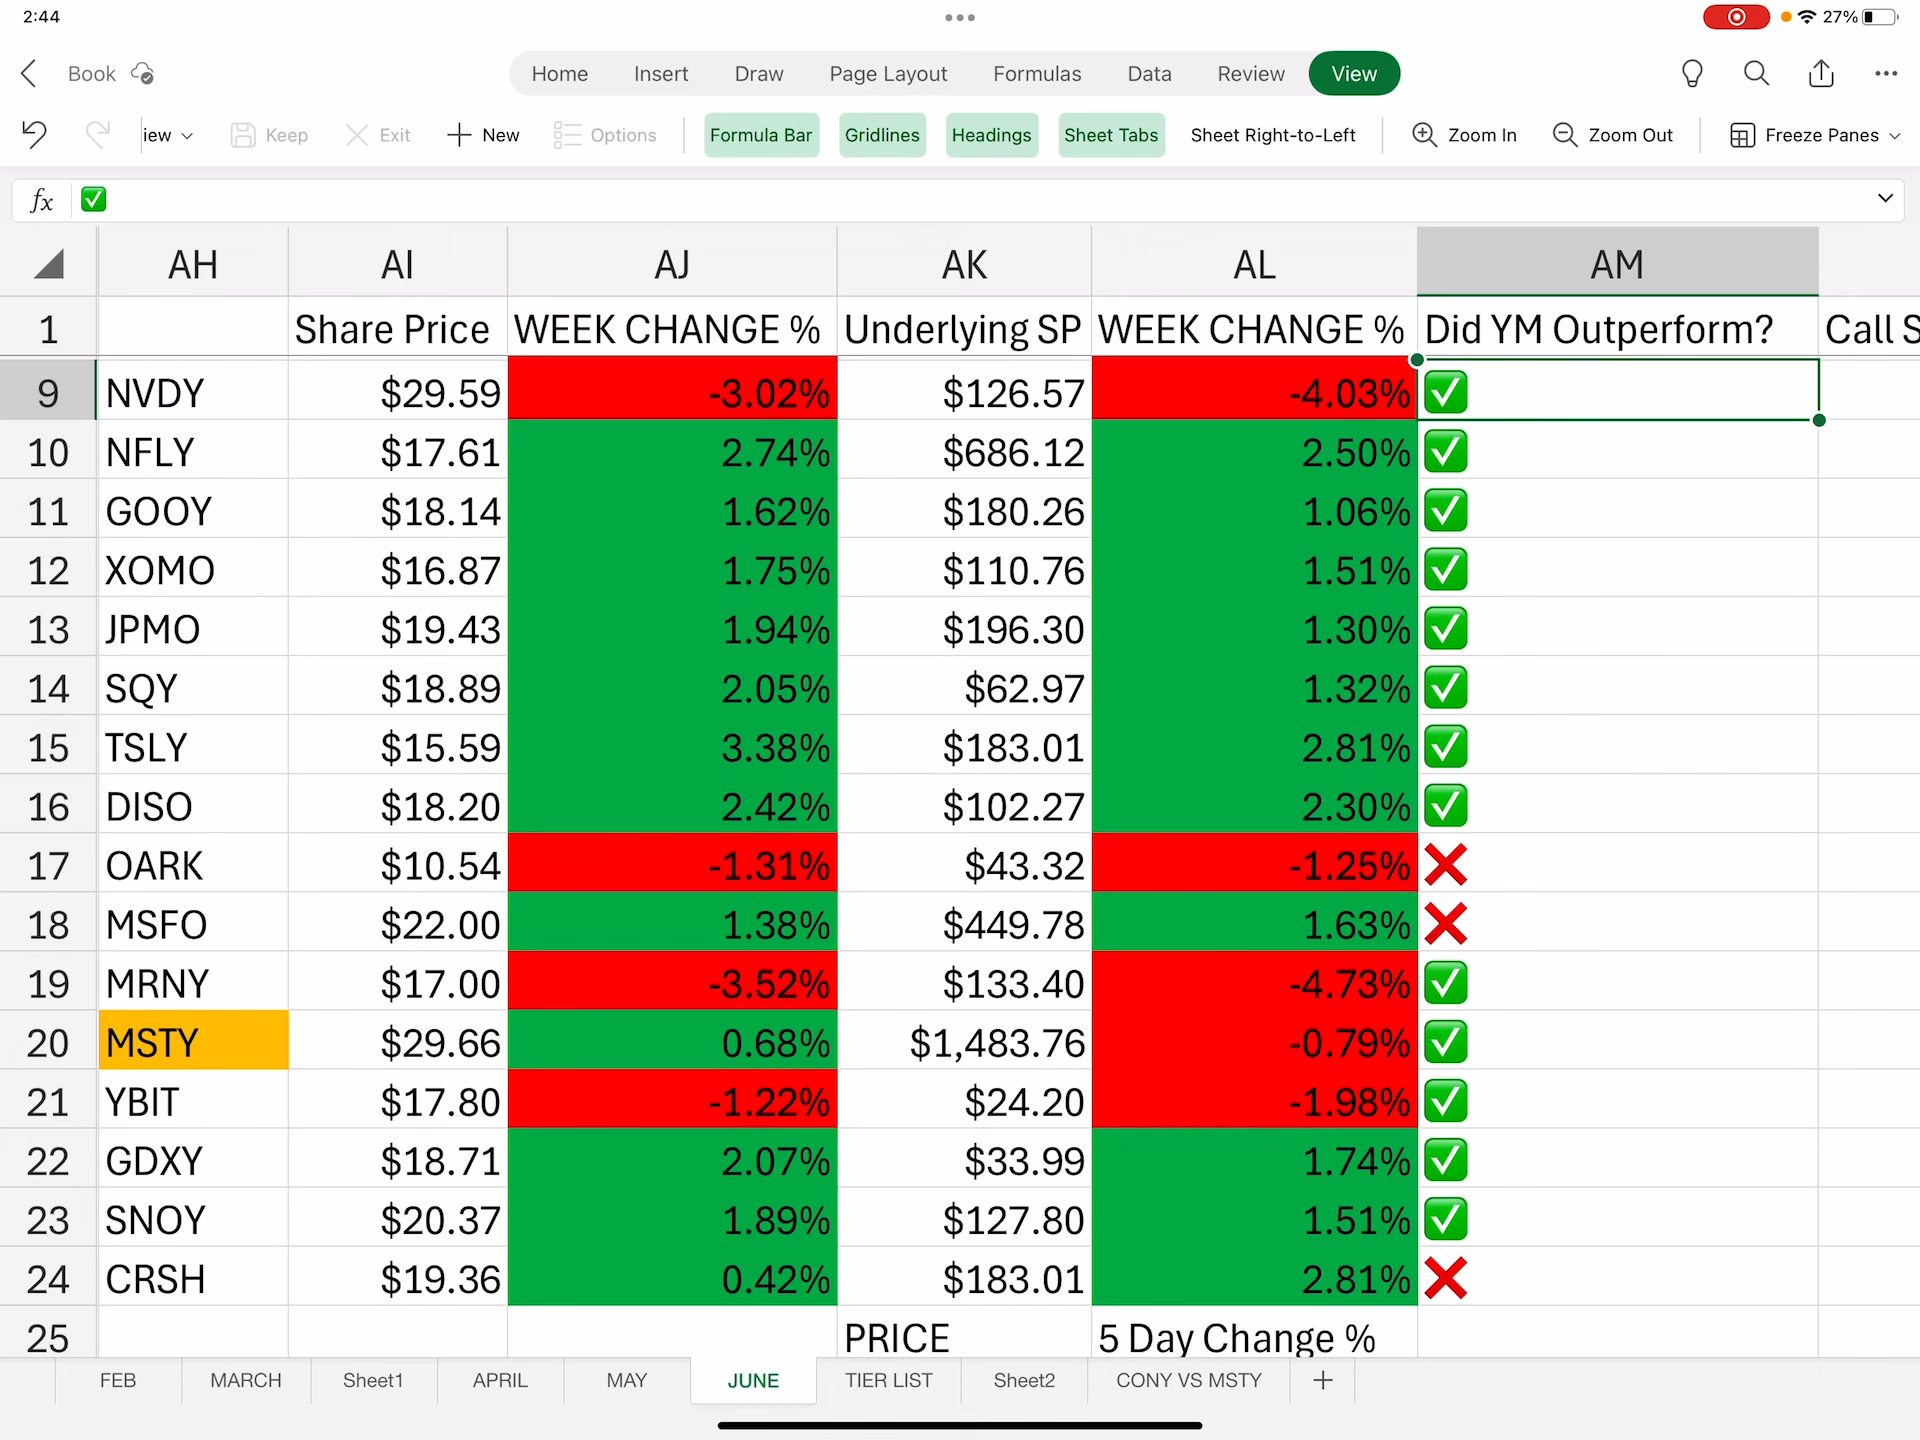 2:44
27%
Book
Home Insert Draw Page Layout Formulas Data Review View
iew Keep Exit New Options Formula Bar Gridlines Headings Sheet Tabs Sheet Right-to-Left Zoom In Zoom Out Freeze Panes
fx ✅
AH AI AJ AK AL AM
1 Share Price WEEK CHANGE % Underlying SP WEEK CHANGE % Did YM Outperform? Call S
9 NVDY $29.59 -3.02% $126.57 -4.03% ✅
10 NFLY $17.61 2.74% $686.12 2.50% ✅
11 GOOY $18.14 1.62% $180.26 1.06% ✅
12 XOMO $16.87 1.75% $110.76 1.51% ✅
13 JPMO $19.43 1.94% $196.30 1.30% ✅
14 SQY $18.89 2.05% $62.97 1.32% ✅
15 TSLY $15.59 3.38% $183.01 2.81% ✅
16 DISO $18.20 2.42% $102.27 2.30% ✅
17 OARK $10.54 -1.31% $43.32 -1.25% ❌
18 MSFO $22.00 1.38% $449.78 1.63% ❌
19 MRNY $17.00 -3.52% $133.40 -4.73% ✅
20 MSTY $29.66 0.68% $1,483.76 -0.79% ✅
21 YBIT $17.80 -1.22% $24.20 -1.98% ✅
22 GDXY $18.71 2.07% $33.99 1.74% ✅
23 SNOY $20.37 1.89% $127.80 1.51% ✅
24 CRSH $19.36 0.42% $183.01 2.81% ❌
25 PRICE 5 Day Change %
FEB MARCH Sheet1 APRIL MAY JUNE TIER LIST Sheet2 CONY VS MSTY +